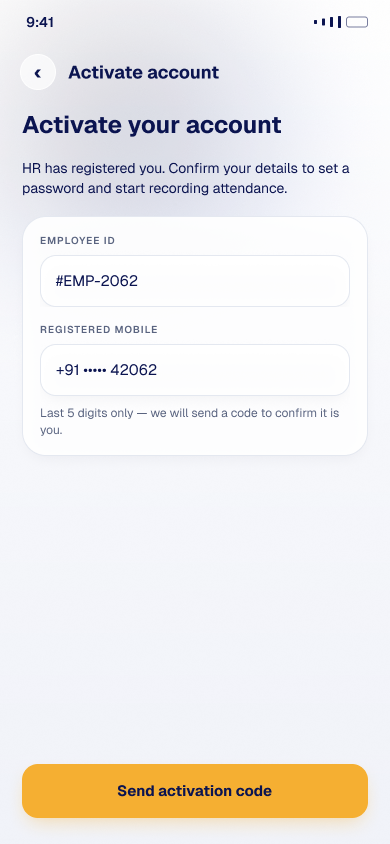 9:41
‹ Activate account
Activate your account
HR has registered you. Confirm your details to set a
password and start recording attendance.
EMPLOYEE ID
#EMP-2062
REGISTERED MOBILE
+91 ••••• 42062
Last 5 digits only — we will send a code to confirm it is
you.
Send activation code